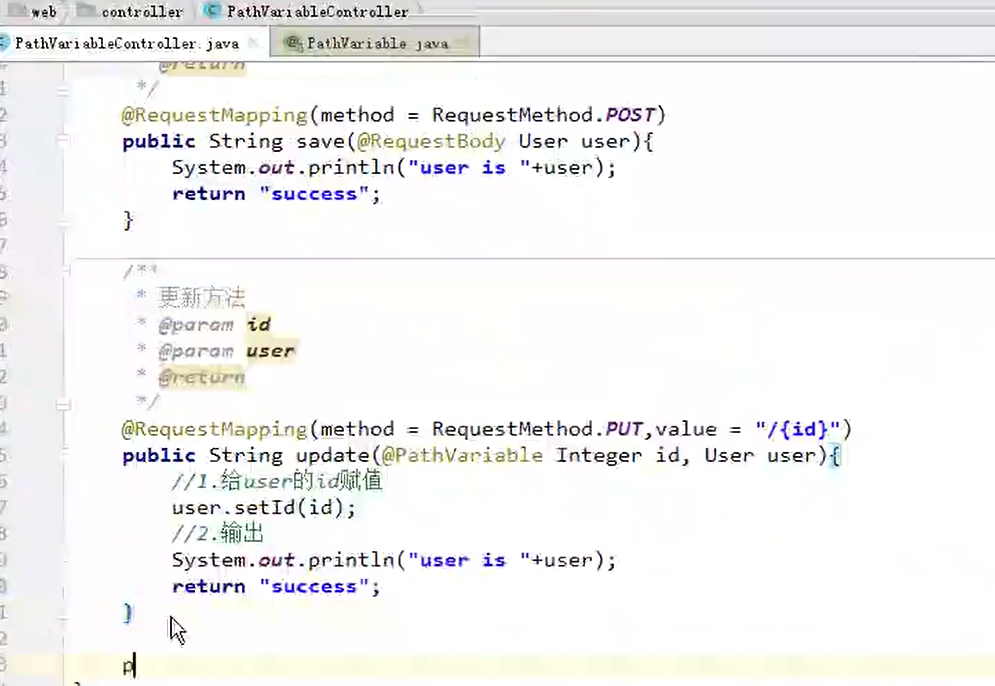 web controller PathVariableController
PathVariableController.java PathVariable.java
@return
*/
@RequestMapping(method = RequestMethod.POST)
public String save(@RequestBody User user){
System.out.println("user is "+user);
return "success";
}
/**
* 更新方法
* @param id
* @param user
* @return
*/
@RequestMapping(method = RequestMethod.PUT,value = "/{id}")
public String update(@PathVariable Integer id, User user){
//1.给user的id赋值
user.setId(id);
//2.输出
System.out.println("user is "+user);
return "success";
}
p